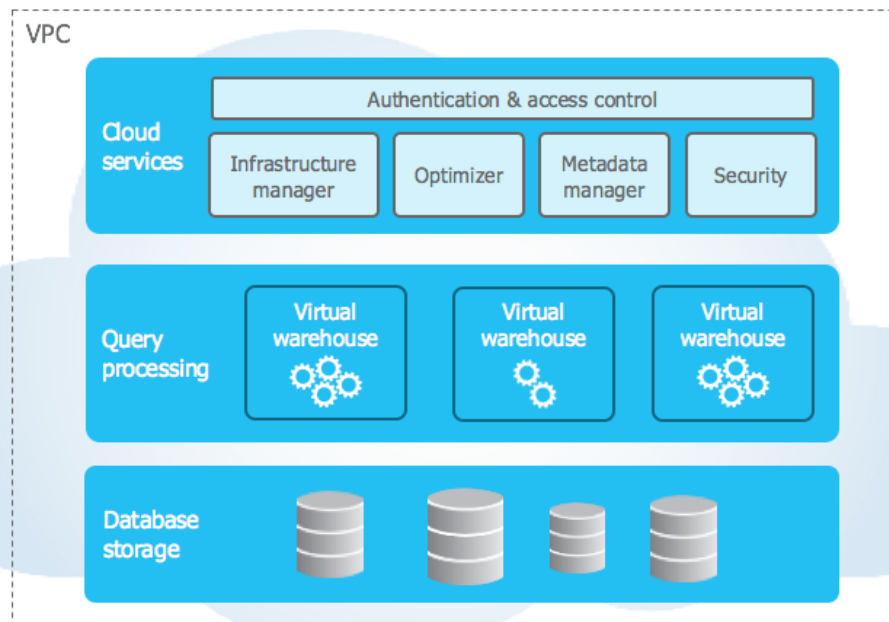 VPC
Cloud
services
Authentication & access control
Infrastructure
manager
Optimizer
Metadata
manager
Security
Query
processing
Virtual
warehouse
Virtual
warehouse
Virtual
warehouse
Database
storage